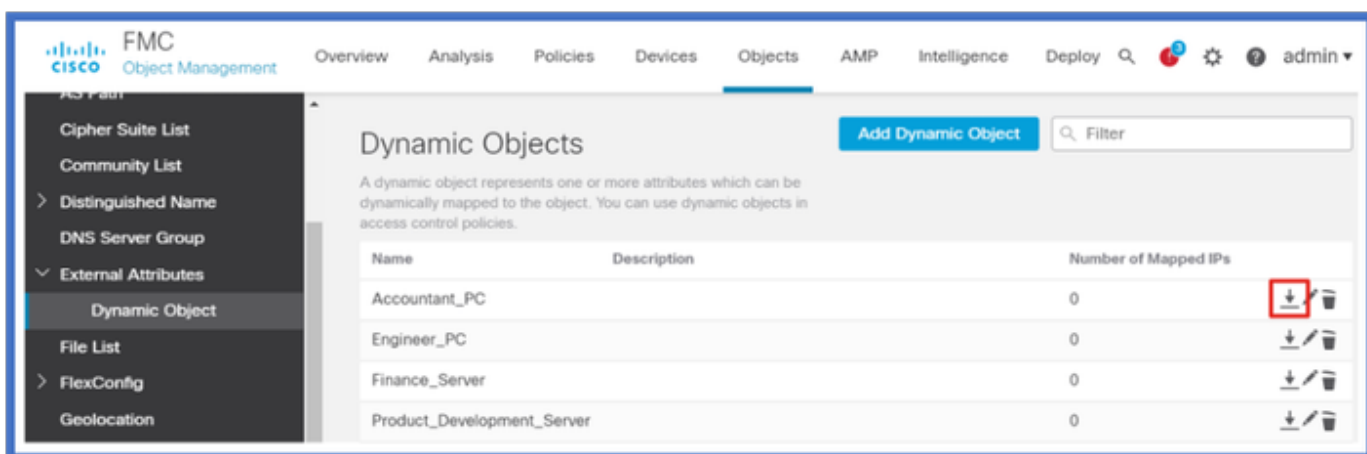 FMC
CISCO Object Management
Overview Analysis Policies Devices Objects AMP Intelligence Deploy 3 admin
AS Path
Cipher Suite List
Community List
Distinguished Name
DNS Server Group
External Attributes
Dynamic Object
File List
FlexConfig
Geolocation
Dynamic Objects
Add Dynamic Object
Filter
A dynamic object represents one or more attributes which can be
dynamically mapped to the object. You can use dynamic objects in
access control policies.
Name Description Number of Mapped IPs
Accountant_PC 0
Engineer_PC 0
Finance_Server 0
Product_Development_Server 0